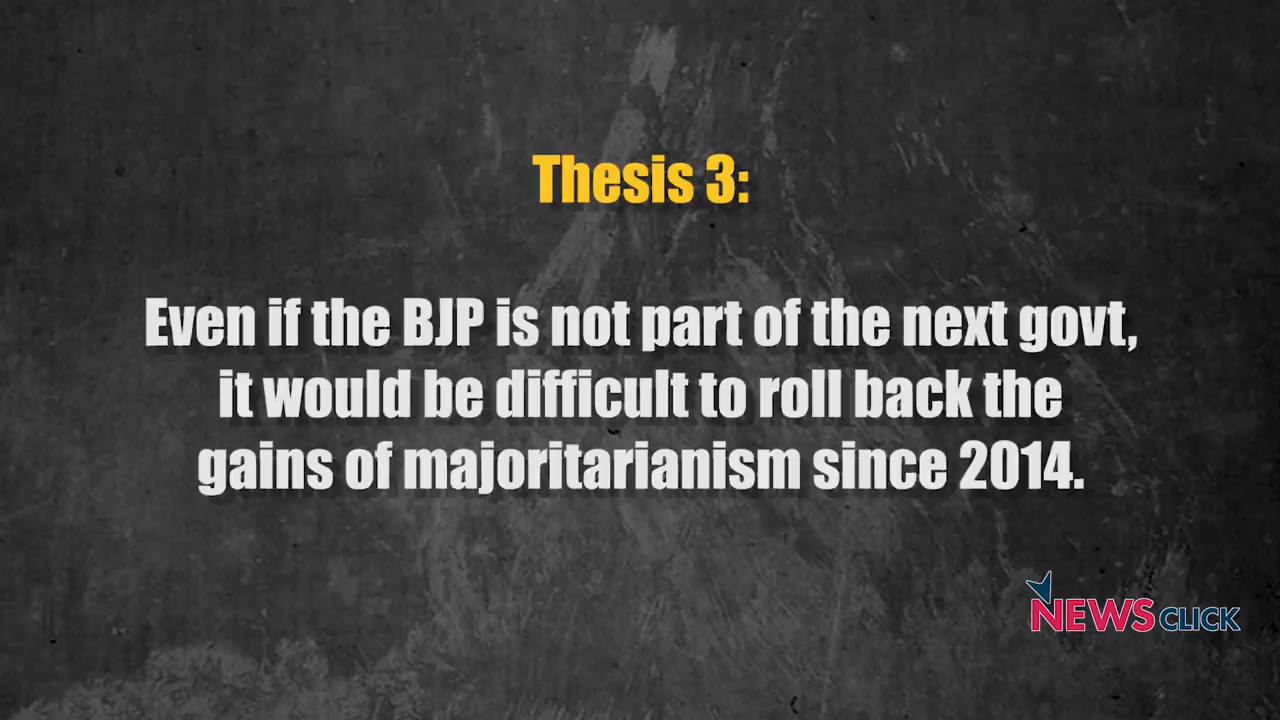 Thesis 3:
Even if the BJP is not part of the next govt,
it would be difficult to roll back the
gains of majoritarianism since 2014.
NEWSCLICK